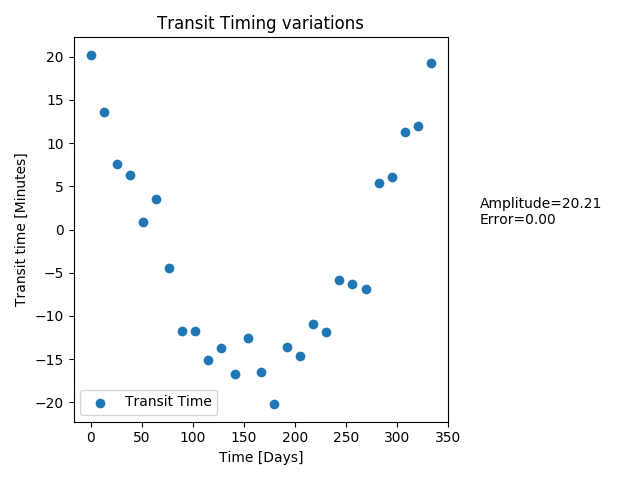 Transit Timing variations
Transit time [Minutes]
20
15
10
5
0
−5
−10
−15
−20
Amplitude=20.21
Error=0.00
Transit Time
0 50 100 150 200 250 300 350
Time [Days]